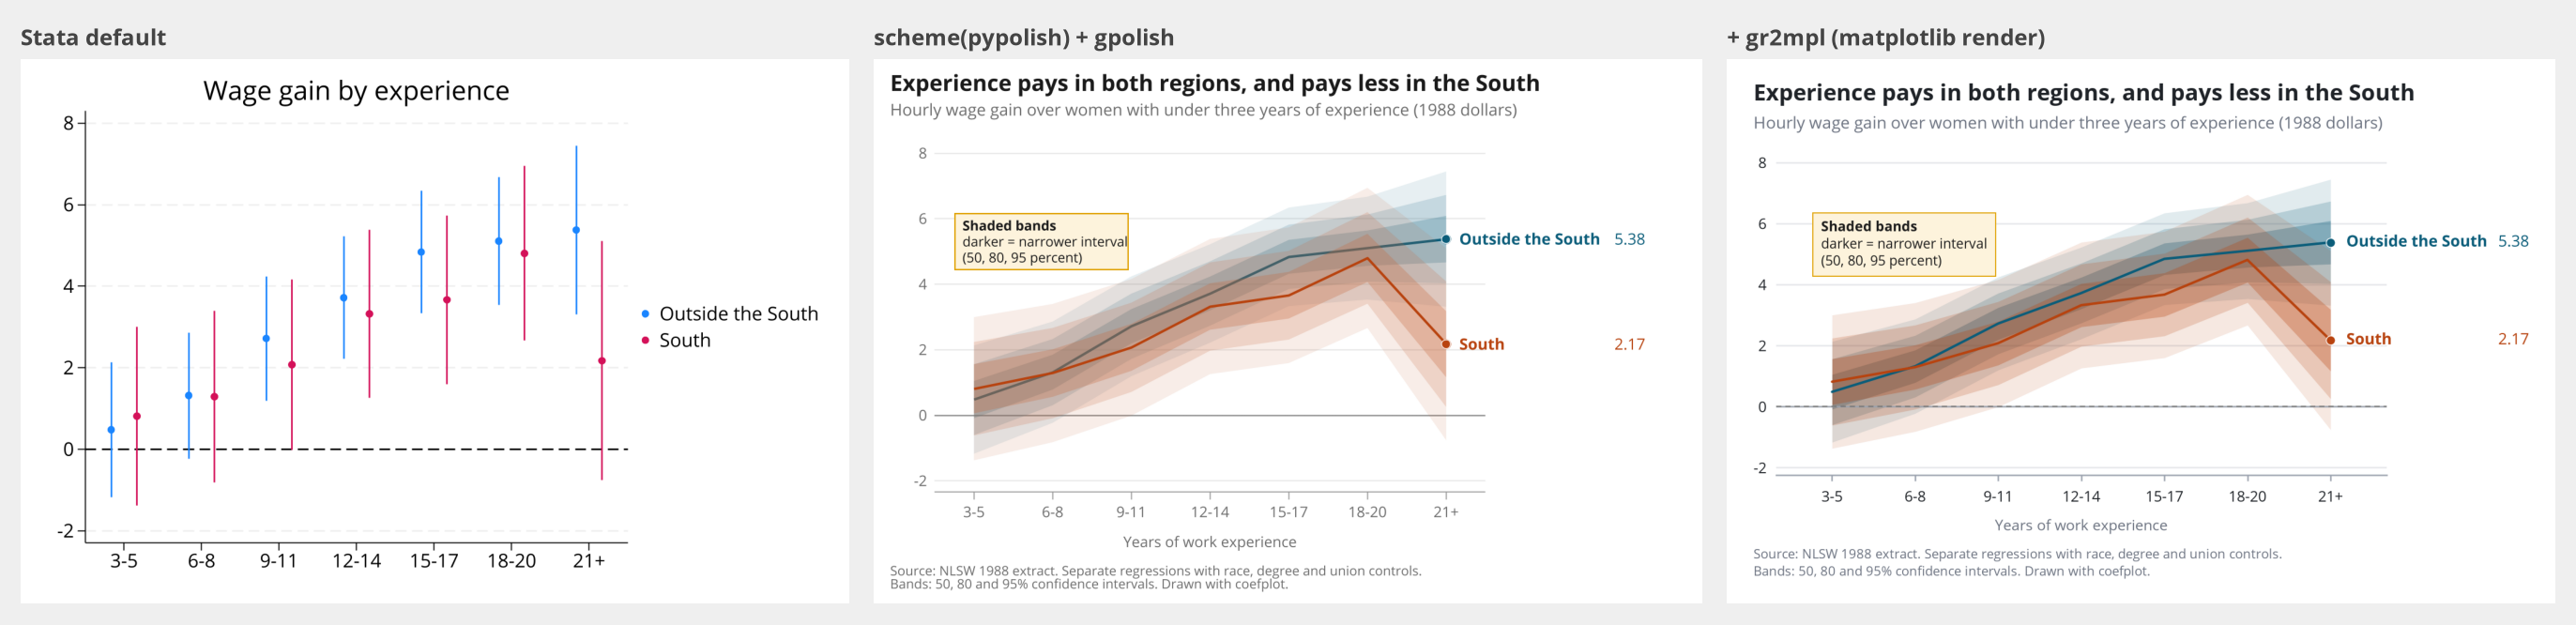 Stata default
Wage gain by experience
8
6
4
2
0
-2
3-5 6-8 9-11 12-14 15-17 18-20 21+
Outside the South
South
scheme(pypolish) + gpolish
Experience pays in both regions, and pays less in the South
Hourly wage gain over women with under three years of experience (1988 dollars)
8
6
4
2
0
-2
Shaded bands
darker = narrower interval
(50, 80, 95 percent)
Outside the South 5.38
South 2.17
3-5 6-8 9-11 12-14 15-17 18-20 21+
Years of work experience
Source: NLSW 1988 extract. Separate regressions with race, degree and union controls.
Bands: 50, 80 and 95% confidence intervals. Drawn with coefplot.
+ gr2mpl (matplotlib render)
Experience pays in both regions, and pays less in the South
Hourly wage gain over women with under three years of experience (1988 dollars)
8
6
4
2
0
-2
Shaded bands
darker = narrower interval
(50, 80, 95 percent)
Outside the South 5.38
South 2.17
3-5 6-8 9-11 12-14 15-17 18-20 21+
Years of work experience
Source: NLSW 1988 extract. Separate regressions with race, degree and union controls.
Bands: 50, 80 and 95% confidence intervals. Drawn with coefplot.